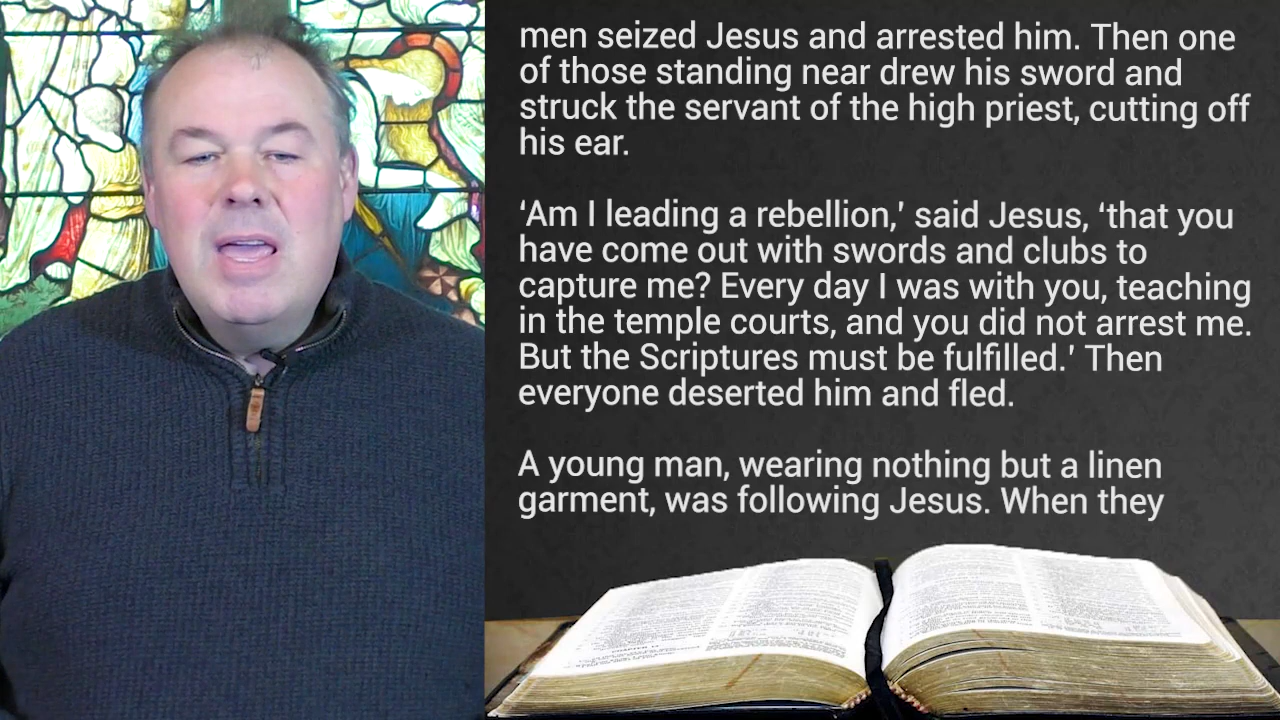 men seized Jesus and arrested him. Then one
of those standing near drew his sword and
struck the servant of the high priest, cutting off
his ear.
‘Am I leading a rebellion,’ said Jesus, ‘that you
have come out with swords and clubs to
capture me? Every day I was with you, teaching
in the temple courts, and you did not arrest me.
But the Scriptures must be fulfilled.’ Then
everyone deserted him and fled.
A young man, wearing nothing but a linen
garment, was following Jesus. When they